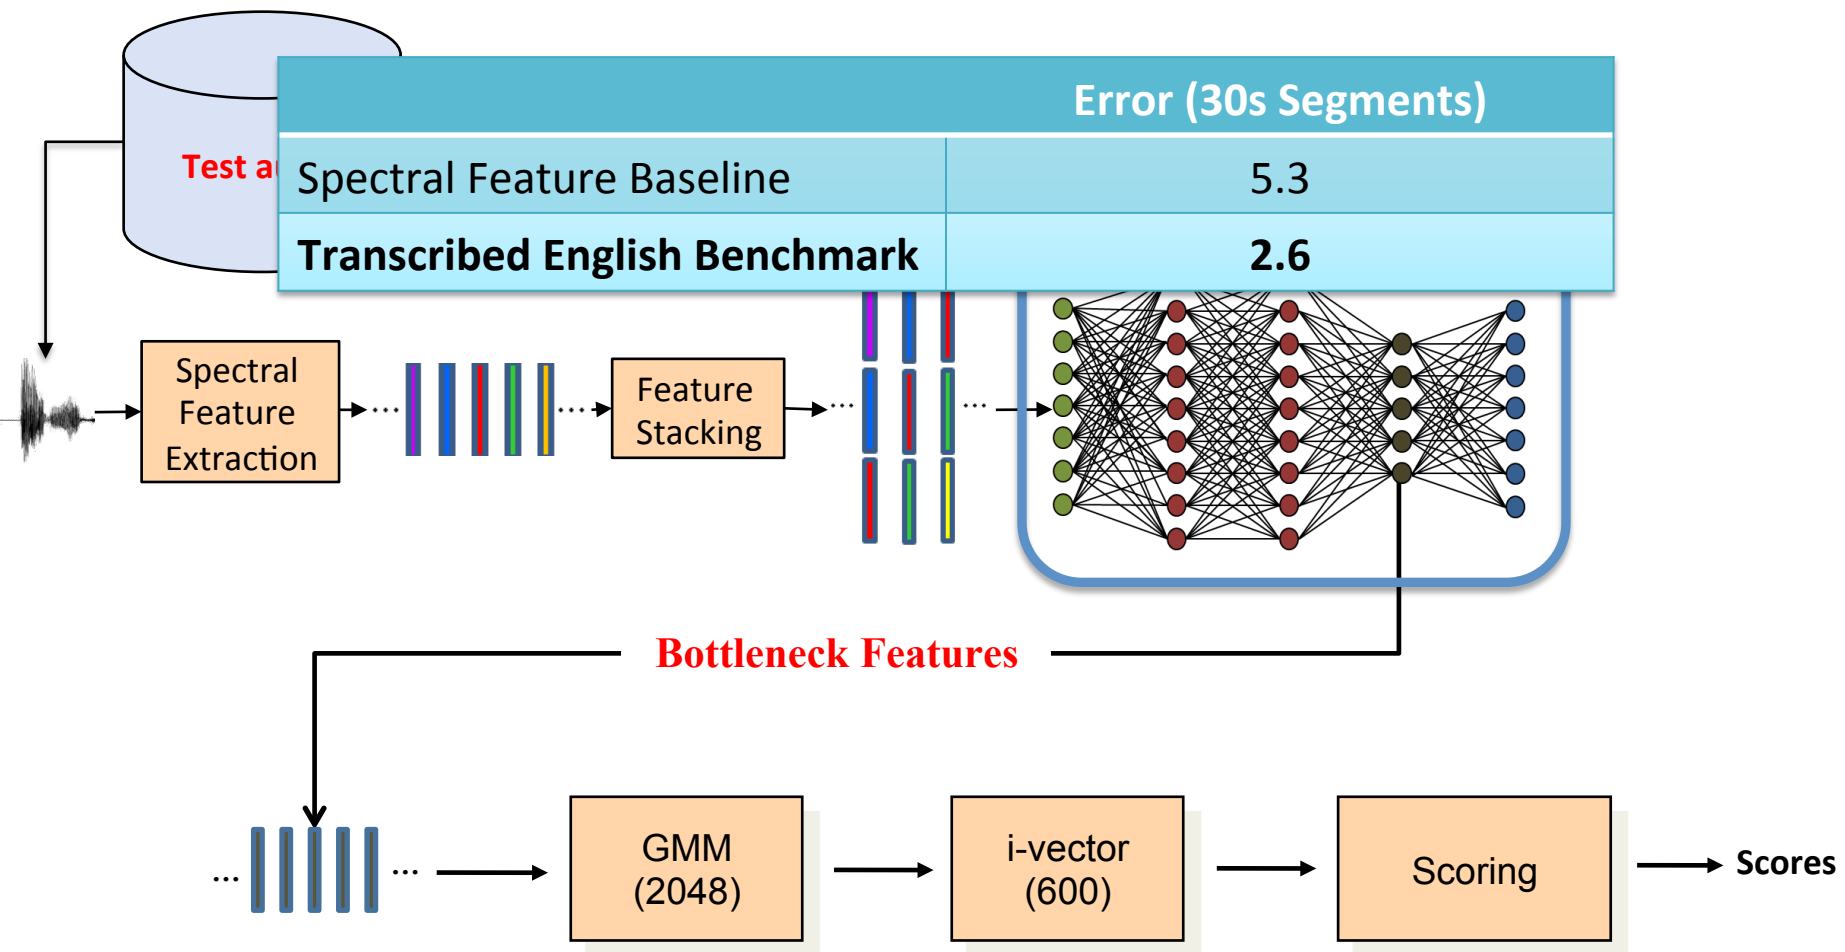 Error (30s Segments)
Test
Spectral Feature Baseline 5.3
Transcribed English Benchmark 2.6
Spectral
Feature
Extraction
...
...
Feature
Stacking
...
...
Bottleneck Features
...
...
GMM
(2048)
i-vector
(600)
Scoring
Scores